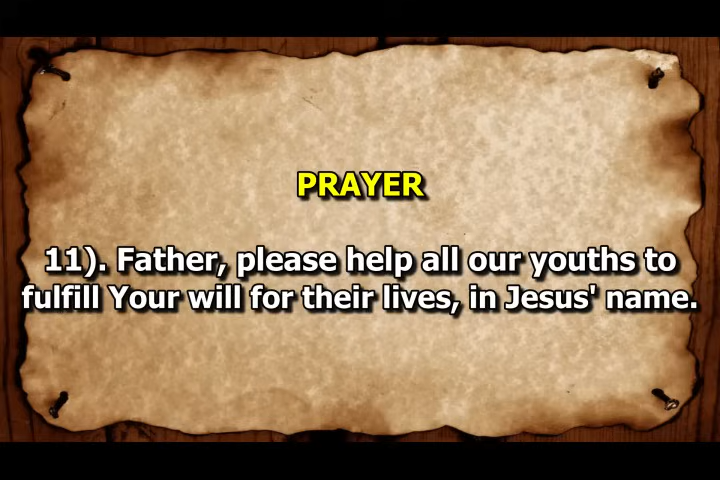 PRAYER
11). Father, please help all our youths to
fulfill Your will for their lives, in Jesus' name.